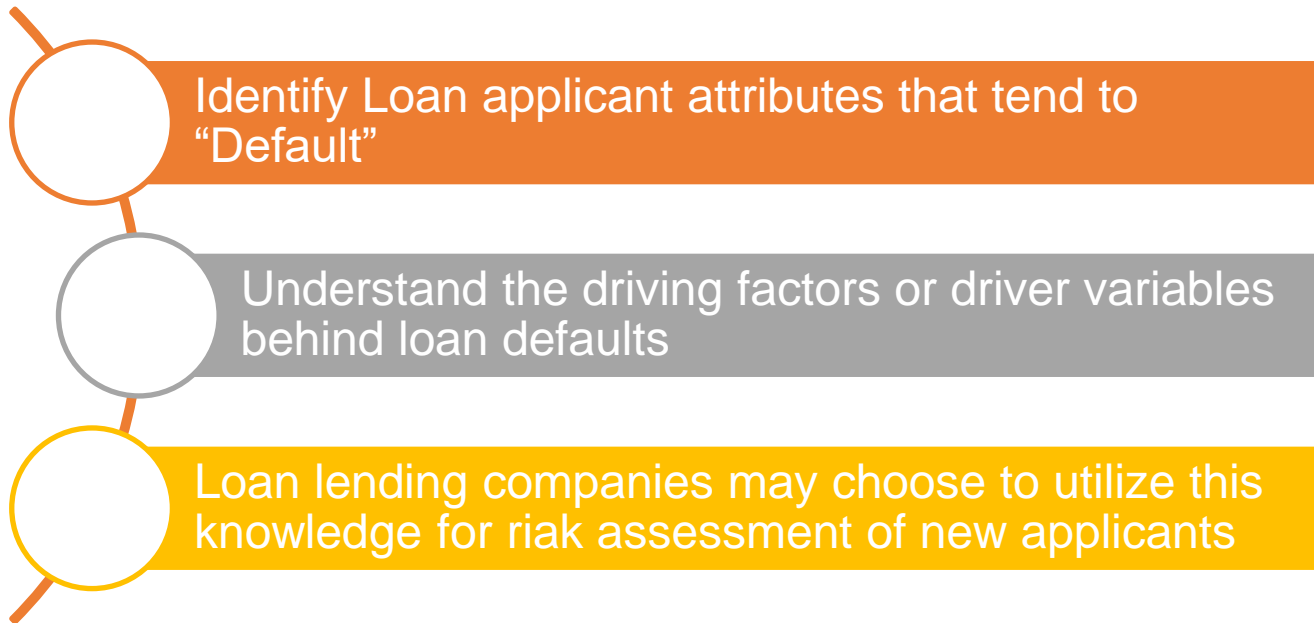 Identify Loan applicant attributes that tend to
“Default”
Understand the driving factors or driver variables
behind loan defaults
Loan lending companies may choose to utilize this
knowledge for riak assessment of new applicants